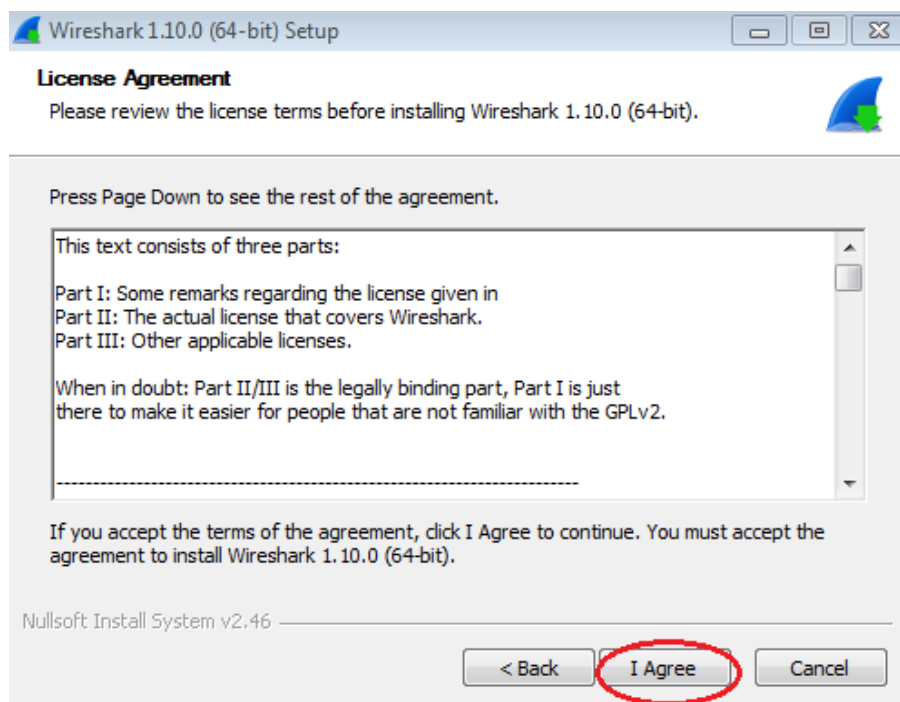 Wireshark 1.10.0 (64-bit) Setup
License Agreement
Please review the license terms before installing Wireshark 1.10.0 (64-bit).
Press Page Down to see the rest of the agreement.
This text consists of three parts:
Part I: Some remarks regarding the license given in
Part II: The actual license that covers Wireshark.
Part III: Other applicable licenses.
When in doubt: Part II/III is the legally binding part, Part I is just
there to make it easier for people that are not familiar with the GPLv2.
------------------------------------------------------------------------
If you accept the terms of the agreement, click I Agree to continue. You must accept the
agreement to install Wireshark 1.10.0 (64-bit).
Nullsoft Install System v2.46
< Back I Agree Cancel